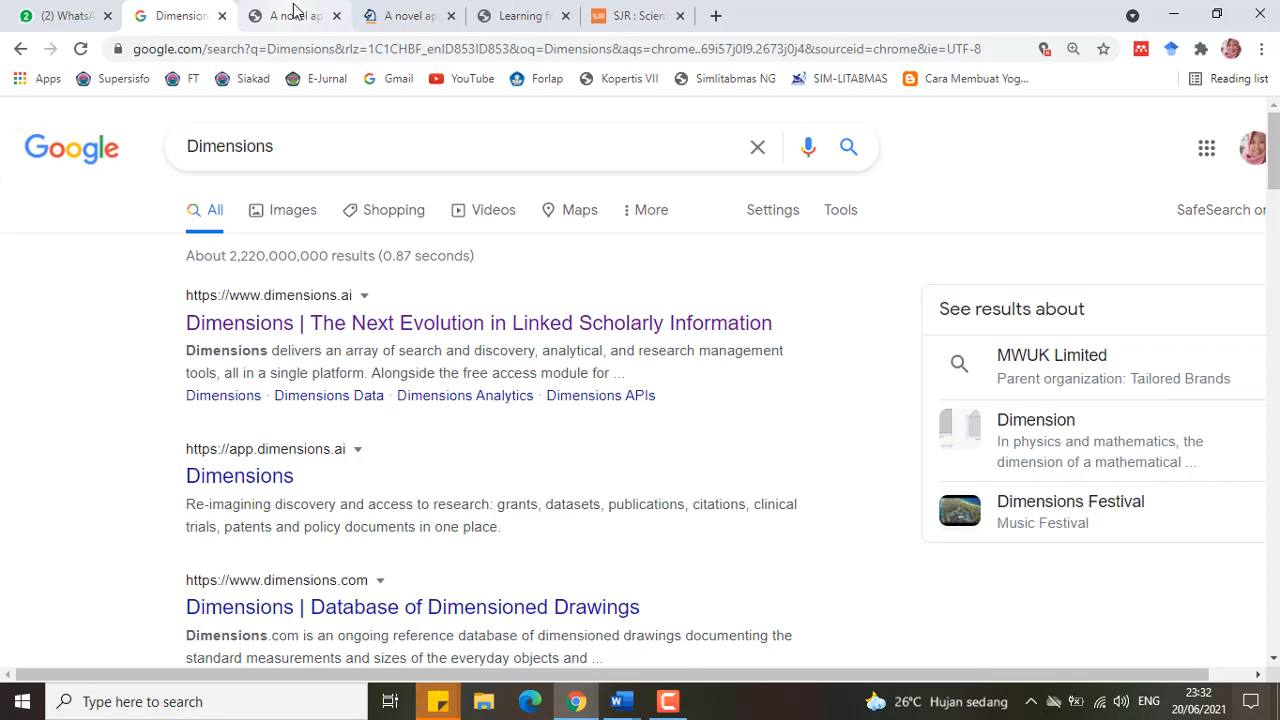 (2) WhatsA
Dimension
A novel ap
A novel ap
Learning fr
SJR SJR : Scien
google.com/search?q=Dimensions&rlz=1C1CHBF_enID853ID853&oq=Dimensions&aqs=chrome..69i57j0l9.2673j0j4&sourceid=chrome&ie=UTF-8
Apps Supersisfo FT Siakad E-Jurnal Gmail YouTube Forlap Kopertis VII Simlitabmas NG SIM-LITABMAS Cara Membuat Yog... Reading list
Google
Dimensions
All Images Shopping Videos Maps More Settings Tools SafeSearch on
About 2,220,000,000 results (0.87 seconds)
https://www.dimensions.ai
Dimensions | The Next Evolution in Linked Scholarly Information
Dimensions delivers an array of search and discovery, analytical, and research management
tools, all in a single platform. Alongside the free access module for ...
Dimensions · Dimensions Data · Dimensions Analytics · Dimensions APIs
https://app.dimensions.ai
Dimensions
Re-imagining discovery and access to research: grants, datasets, publications, citations, clinical
trials, patents and policy documents in one place.
https://www.dimensions.com
Dimensions | Database of Dimensioned Drawings
Dimensions.com is an ongoing reference database of dimensioned drawings documenting the
standard measurements and sizes of the everyday objects and ...
See results about
MWUK Limited
Parent organization: Tailored Brands
Dimension
In physics and mathematics, the
dimension of a mathematical ...
Dimensions Festival
Music Festival
Type here to search
26°C Hujan sedang
ENG
23:32
20/06/2021